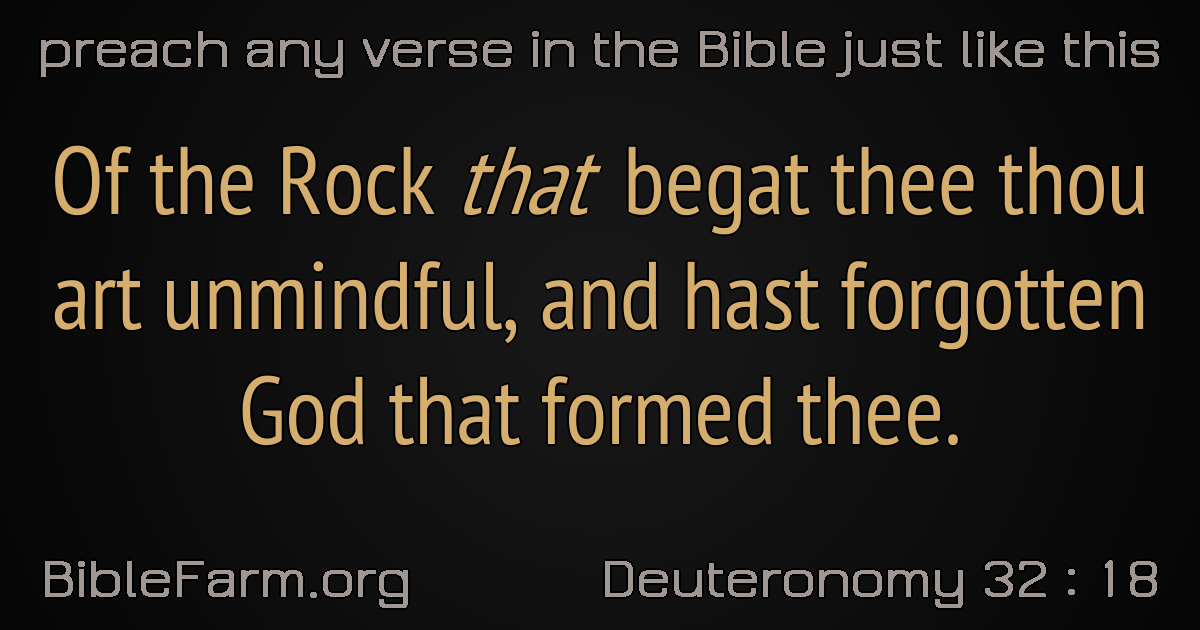 preach any verse in the Bible just like this
Of the Rock that begat thee thou
art unmindful, and hast forgotten
God that formed thee.
BibleFarm.org
Deuteronomy 32 : 18